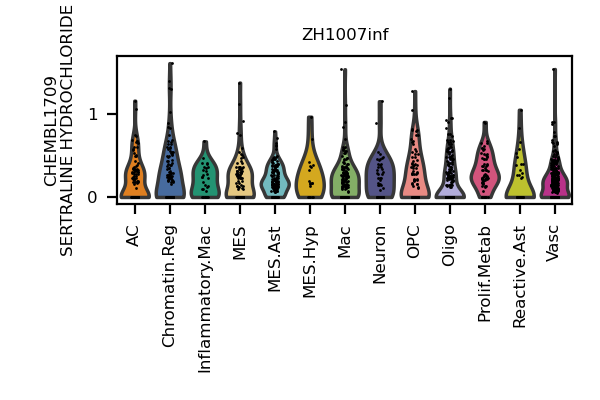 ZH1007inf
CHEMBL1709
SERTRALINE HYDROCHLORIDE
1
0
AC
Chromatin.Reg
Inflammatory.Mac
MES
MES.Ast
MES.Hyp
Mac
Neuron
OPC
Oligo
Prolif.Metab
Reactive.Ast
Vasc